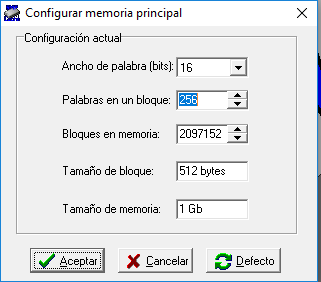 Configurar memoria principal
Configuración actual
Ancho de palabra (bits): 16
Palabras en un bloque: 256
Bloques en memoria: 2097152
Tamaño de bloque: 512 bytes
Tamaño de memoria: 1 Gb
Aceptar Cancelar Defecto